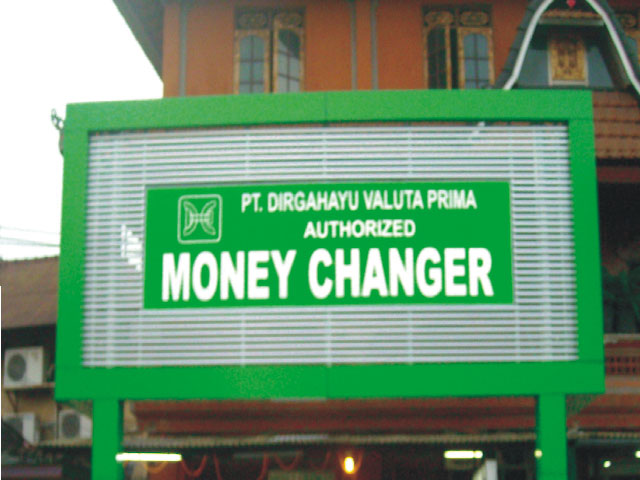 PT. DIRGAHAYU VALUTA PRIMA
AUTHORIZED
MONEY CHANGER